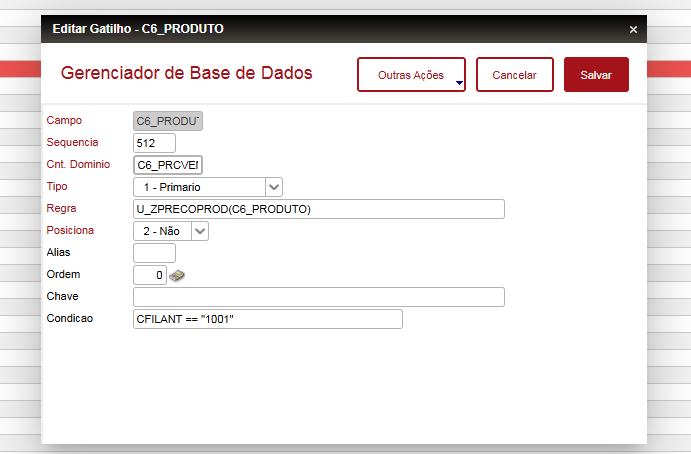 Editar Gatilho - C6_PRODUTO ×
Gerenciador de Base de Dados
Outras Ações
Cancelar
Salvar
Campo C6_PRODUT
Sequencia 512
Cnt. Dominio C6_PRCVEN
Tipo 1 - Primario
Regra U_ZPRECOPROD(C6_PRODUTO)
Posiciona 2 - Não
Alias
Ordem 0
Chave
Condicao CFILANT == "1001"